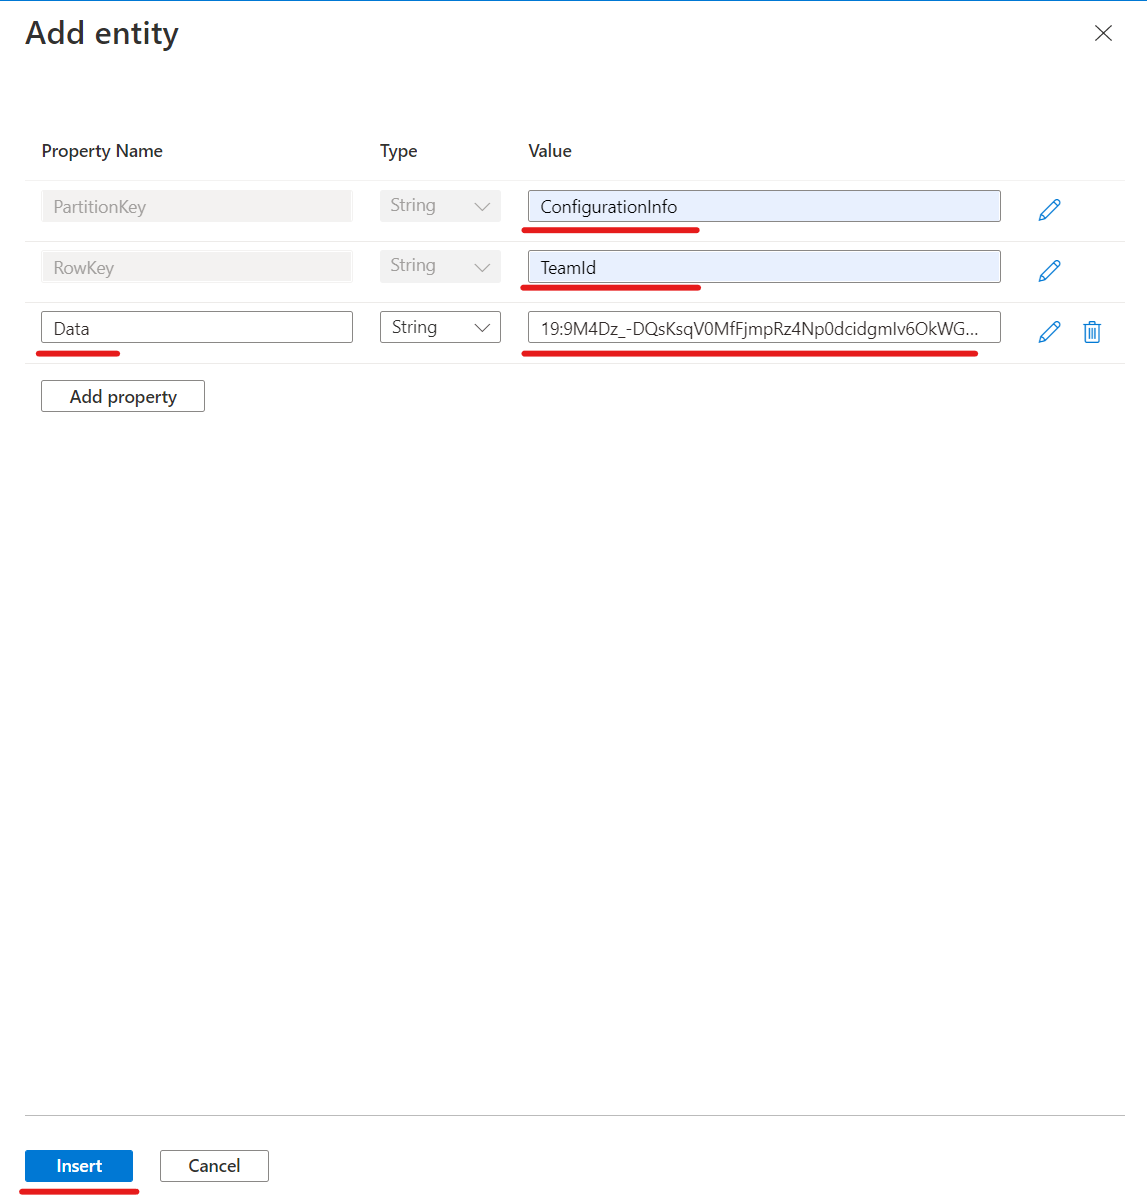 Add entity
Property Name Type Value
PartitionKey String ConfigurationInfo
RowKey String TeamId
Data String 19:9M4Dz_-DQsKsqV0MfFjmpRz4Np0dcidgmIv6OkWG...
Add property
Insert Cancel